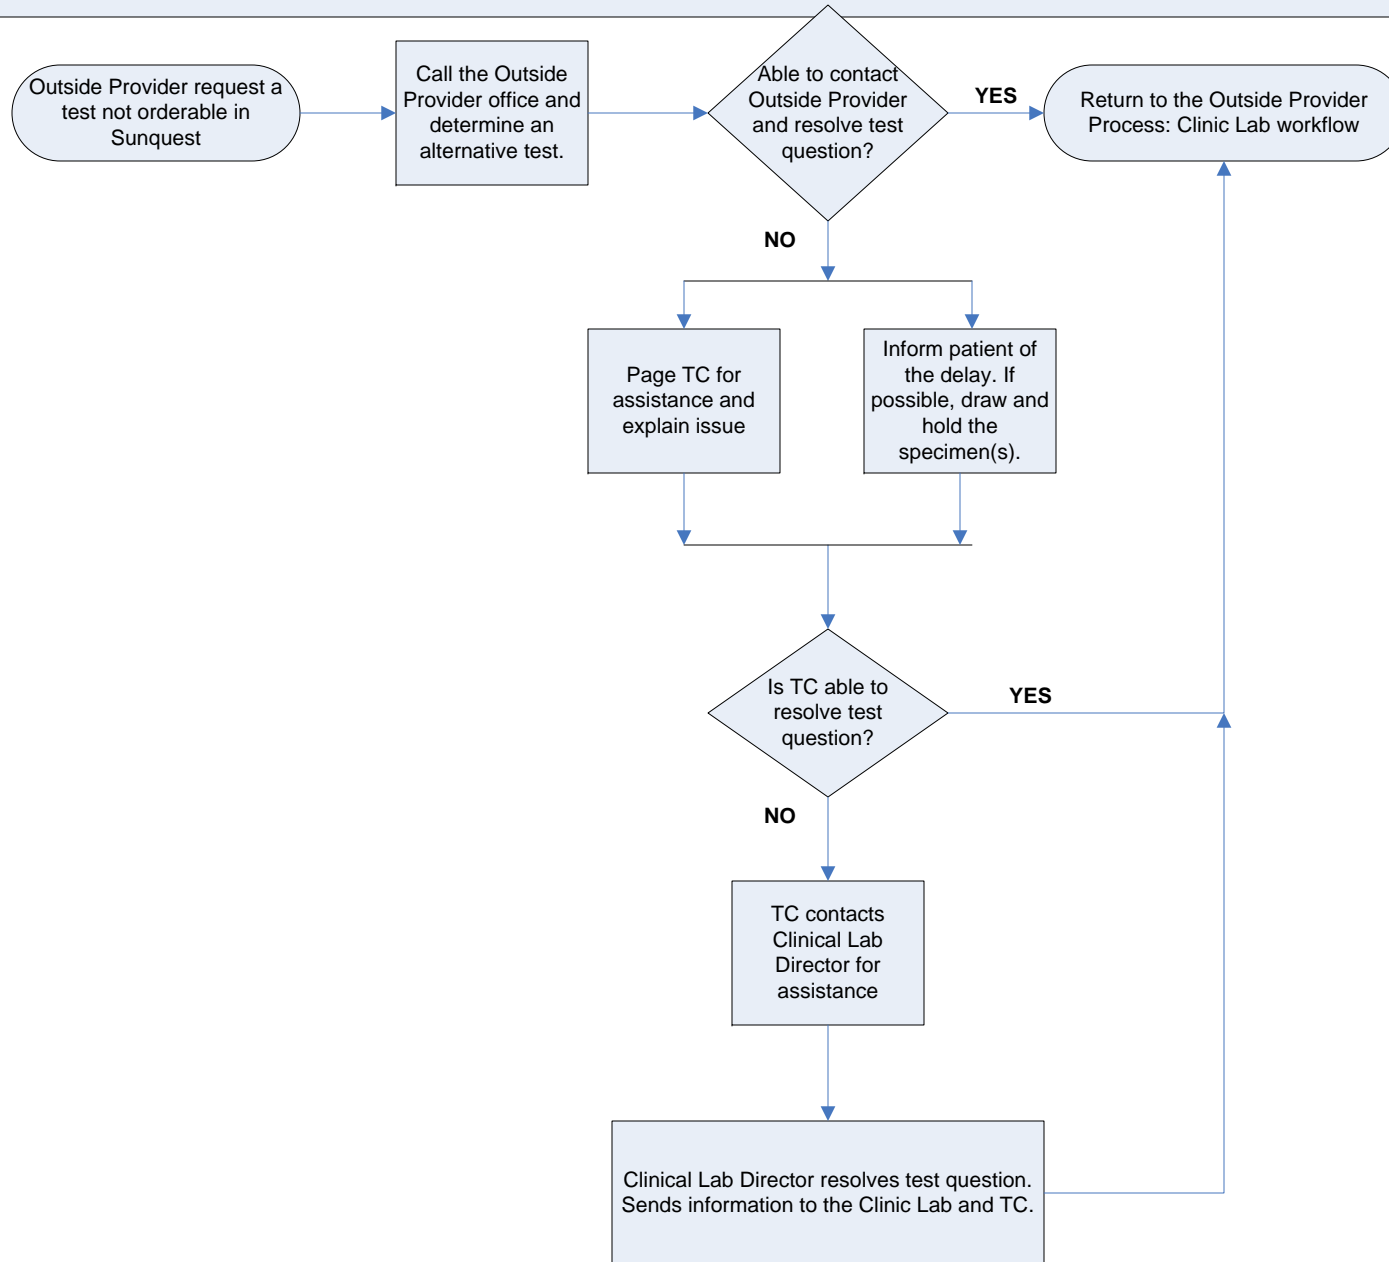 Outside Provider request a
test not orderable in
Sunquest
Call the Outside
Provider office and
determine an
alternative test.
Able to contact
Outside Provider
and resolve test
question?
YES
Return to the Outside Provider
Process: Clinic Lab workflow
NO
Page TC for
assistance and
explain issue
Inform patient of
the delay. If
possible, draw and
hold the
specimen(s).
Is TC able to
resolve test
question?
YES
NO
TC contacts
Clinical Lab
Director for
assistance
Clinical Lab Director resolves test question.
Sends information to the Clinic Lab and TC.